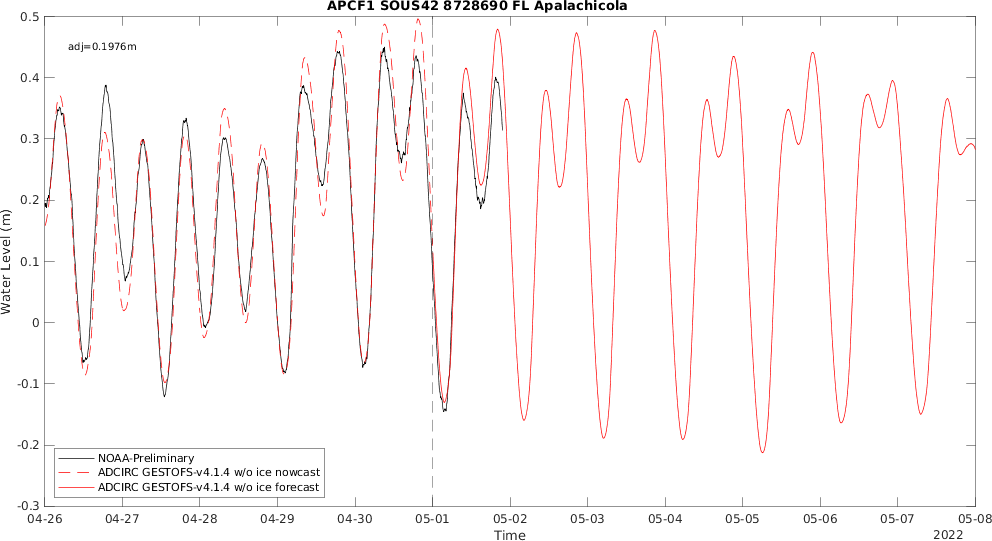 APCF1 SOUS42 8728690 FL Apalachicola
0.5
adj=0.1976m
0.4
0.3
0.2
0.1
0
-0.1
-0.2
-0.3
Water Level (m)
NOAA-Preliminary
ADCIRC GESTOFS-v4.1.4 w/o ice nowcast
ADCIRC GESTOFS-v4.1.4 w/o ice forecast
04-26 04-27 04-28 04-29 04-30 05-01 05-02 05-03 05-04 05-05 05-06 05-07 05-08
Time
2022